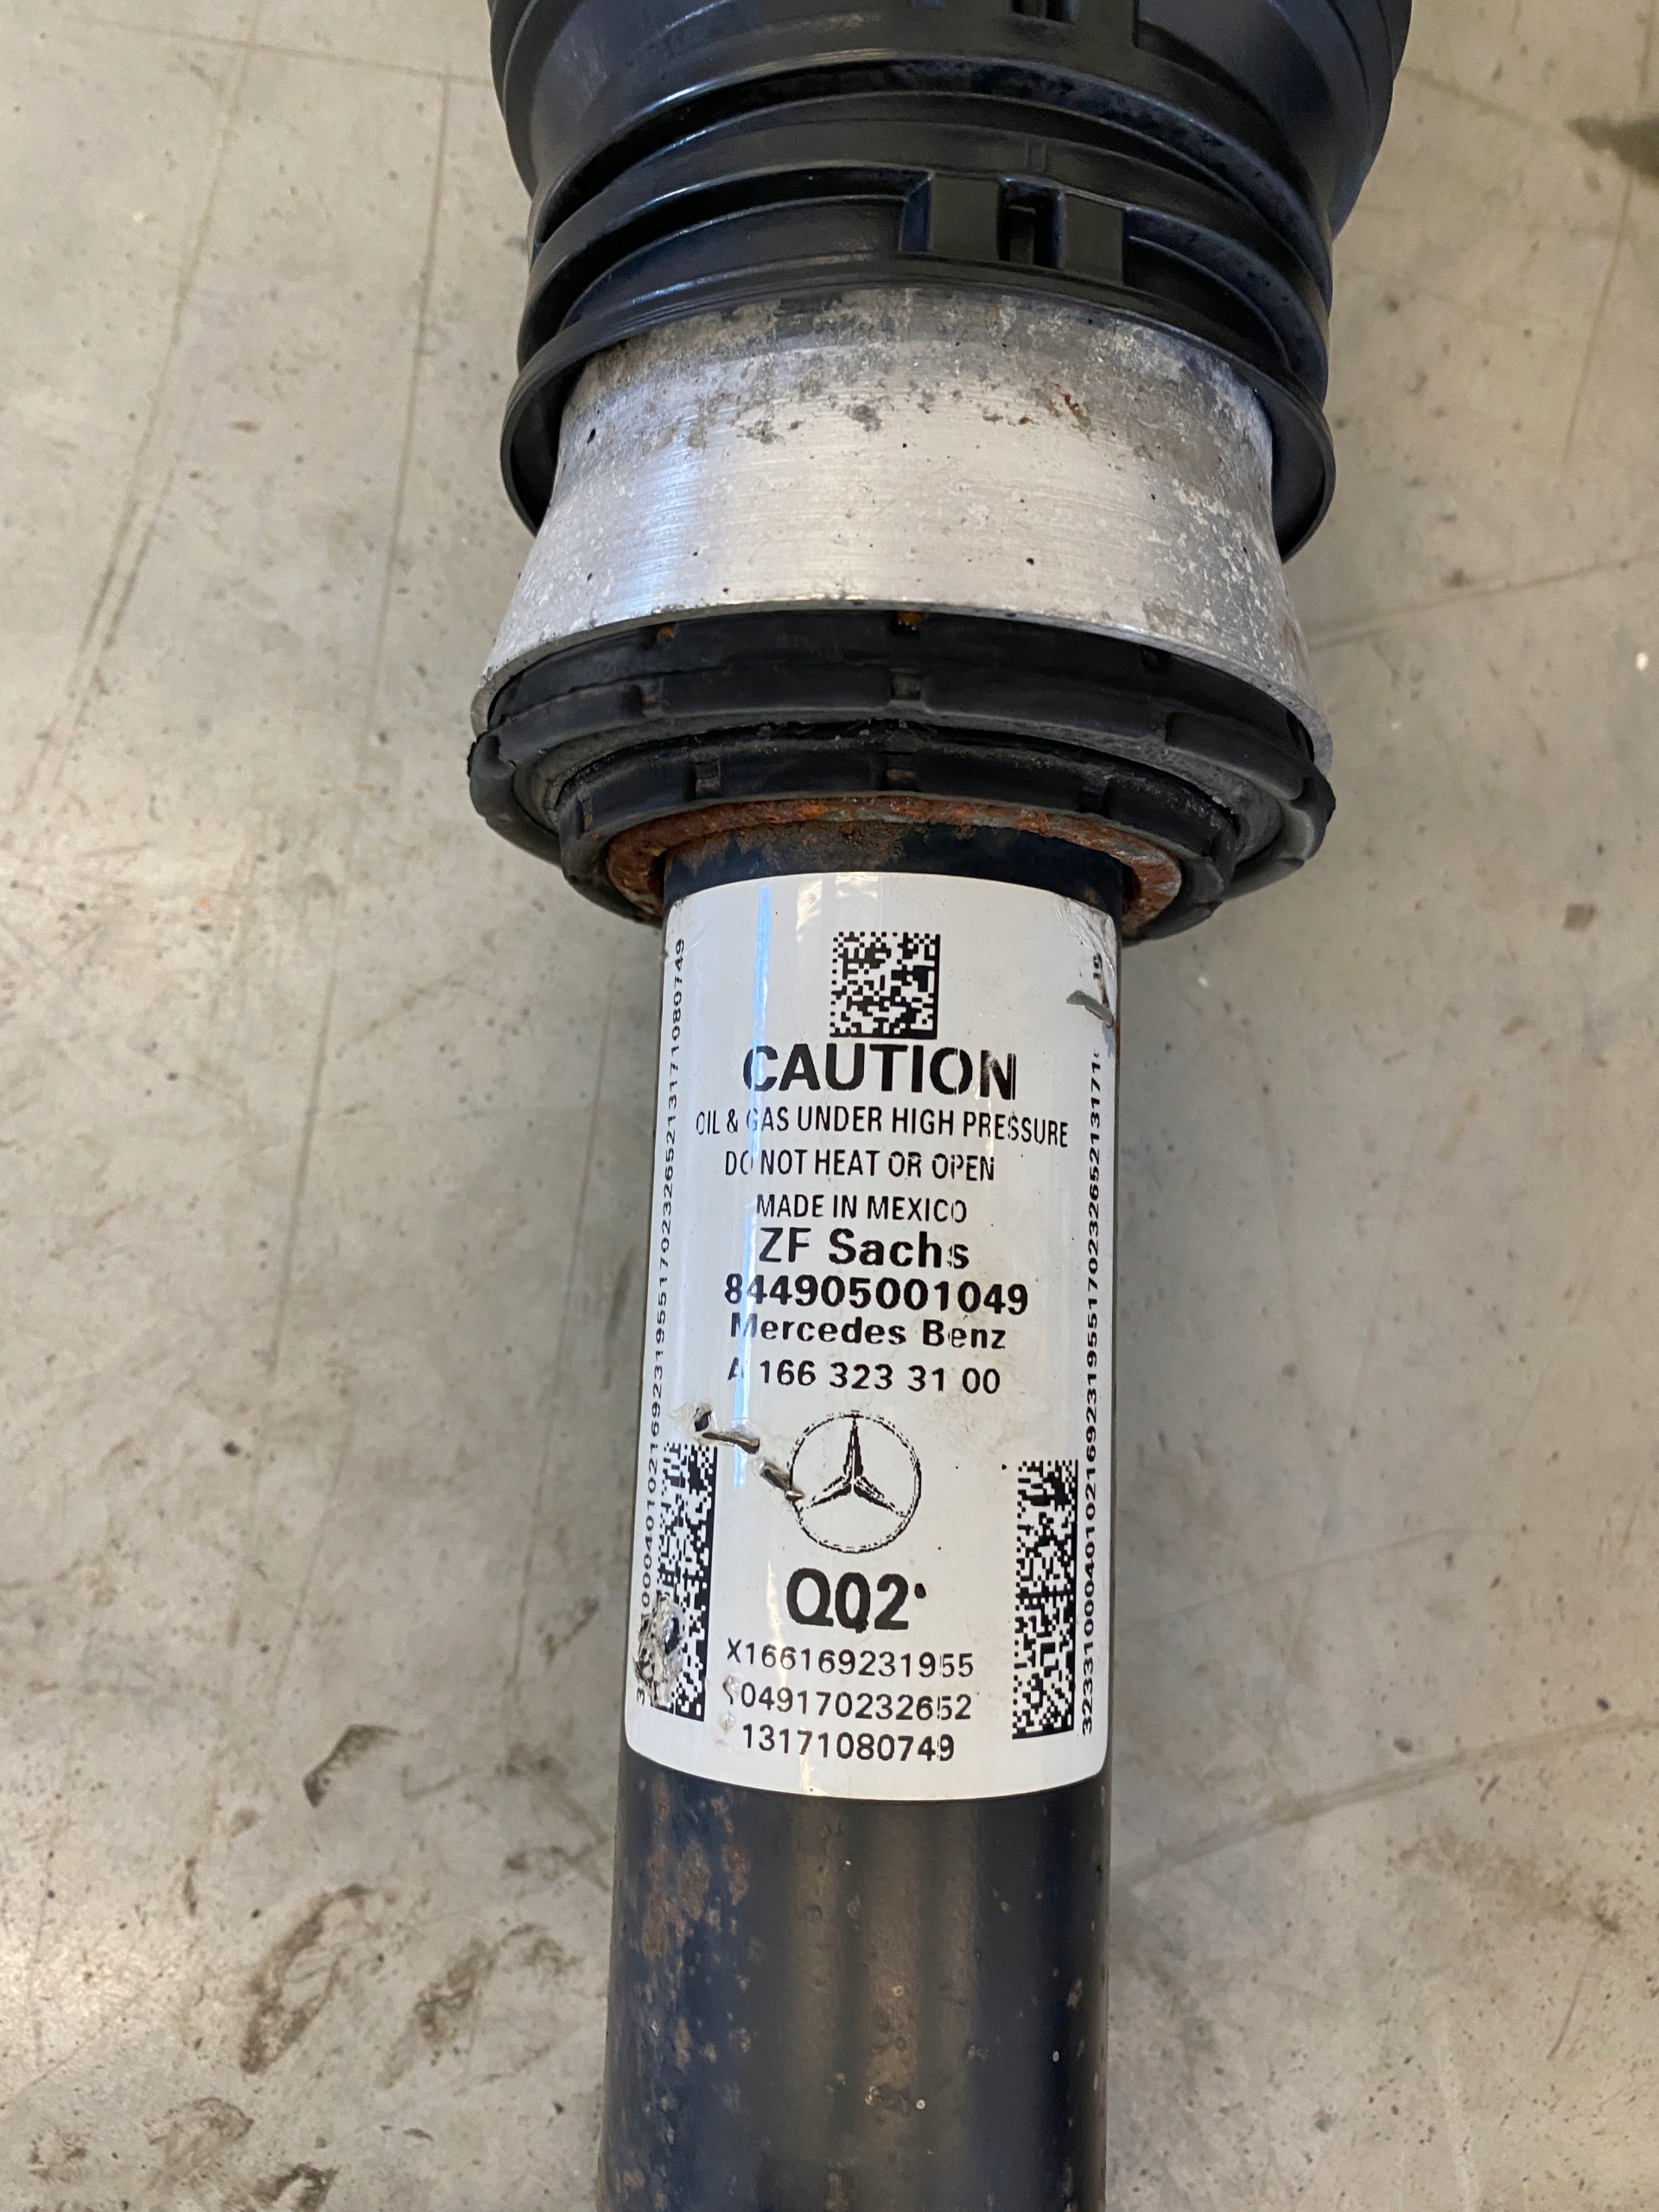 CAUTION
OIL & GAS UNDER HIGH PRESSURE
DO NOT HEAT OR OPEN
MADE IN MEXICO
ZF Sachs
844905001049
Mercedes Benz
A 166 323 31 00
Q02
X166169231955
049170232652
13171080749